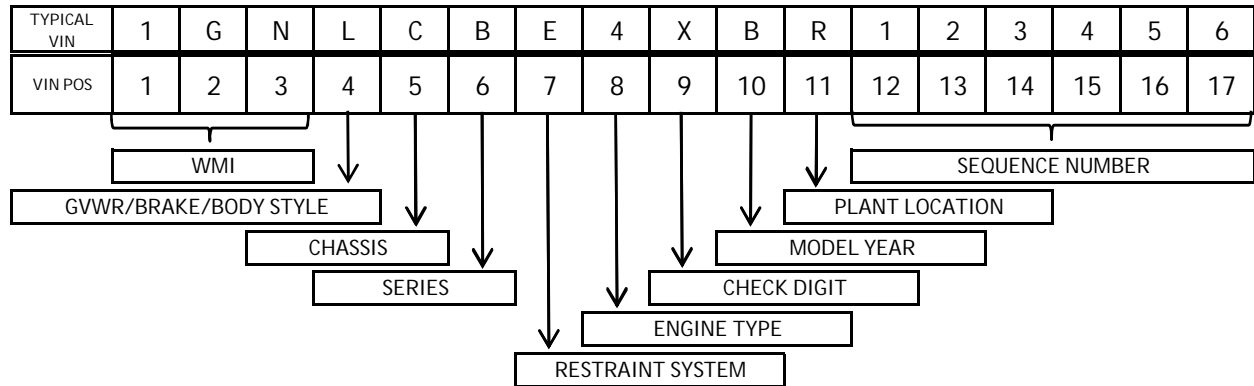 TYPICAL VIN 1 G N L C B E 4 X B R 1 2 3 4 5 6
VIN POS 1 2 3 4 5 6 7 8 9 10 11 12 13 14 15 16 17
WMI SEQUENCE NUMBER
GVWR/BRAKE/BODY STYLE PLANT LOCATION
CHASSIS MODEL YEAR
SERIES CHECK DIGIT
ENGINE TYPE
RESTRAINT SYSTEM